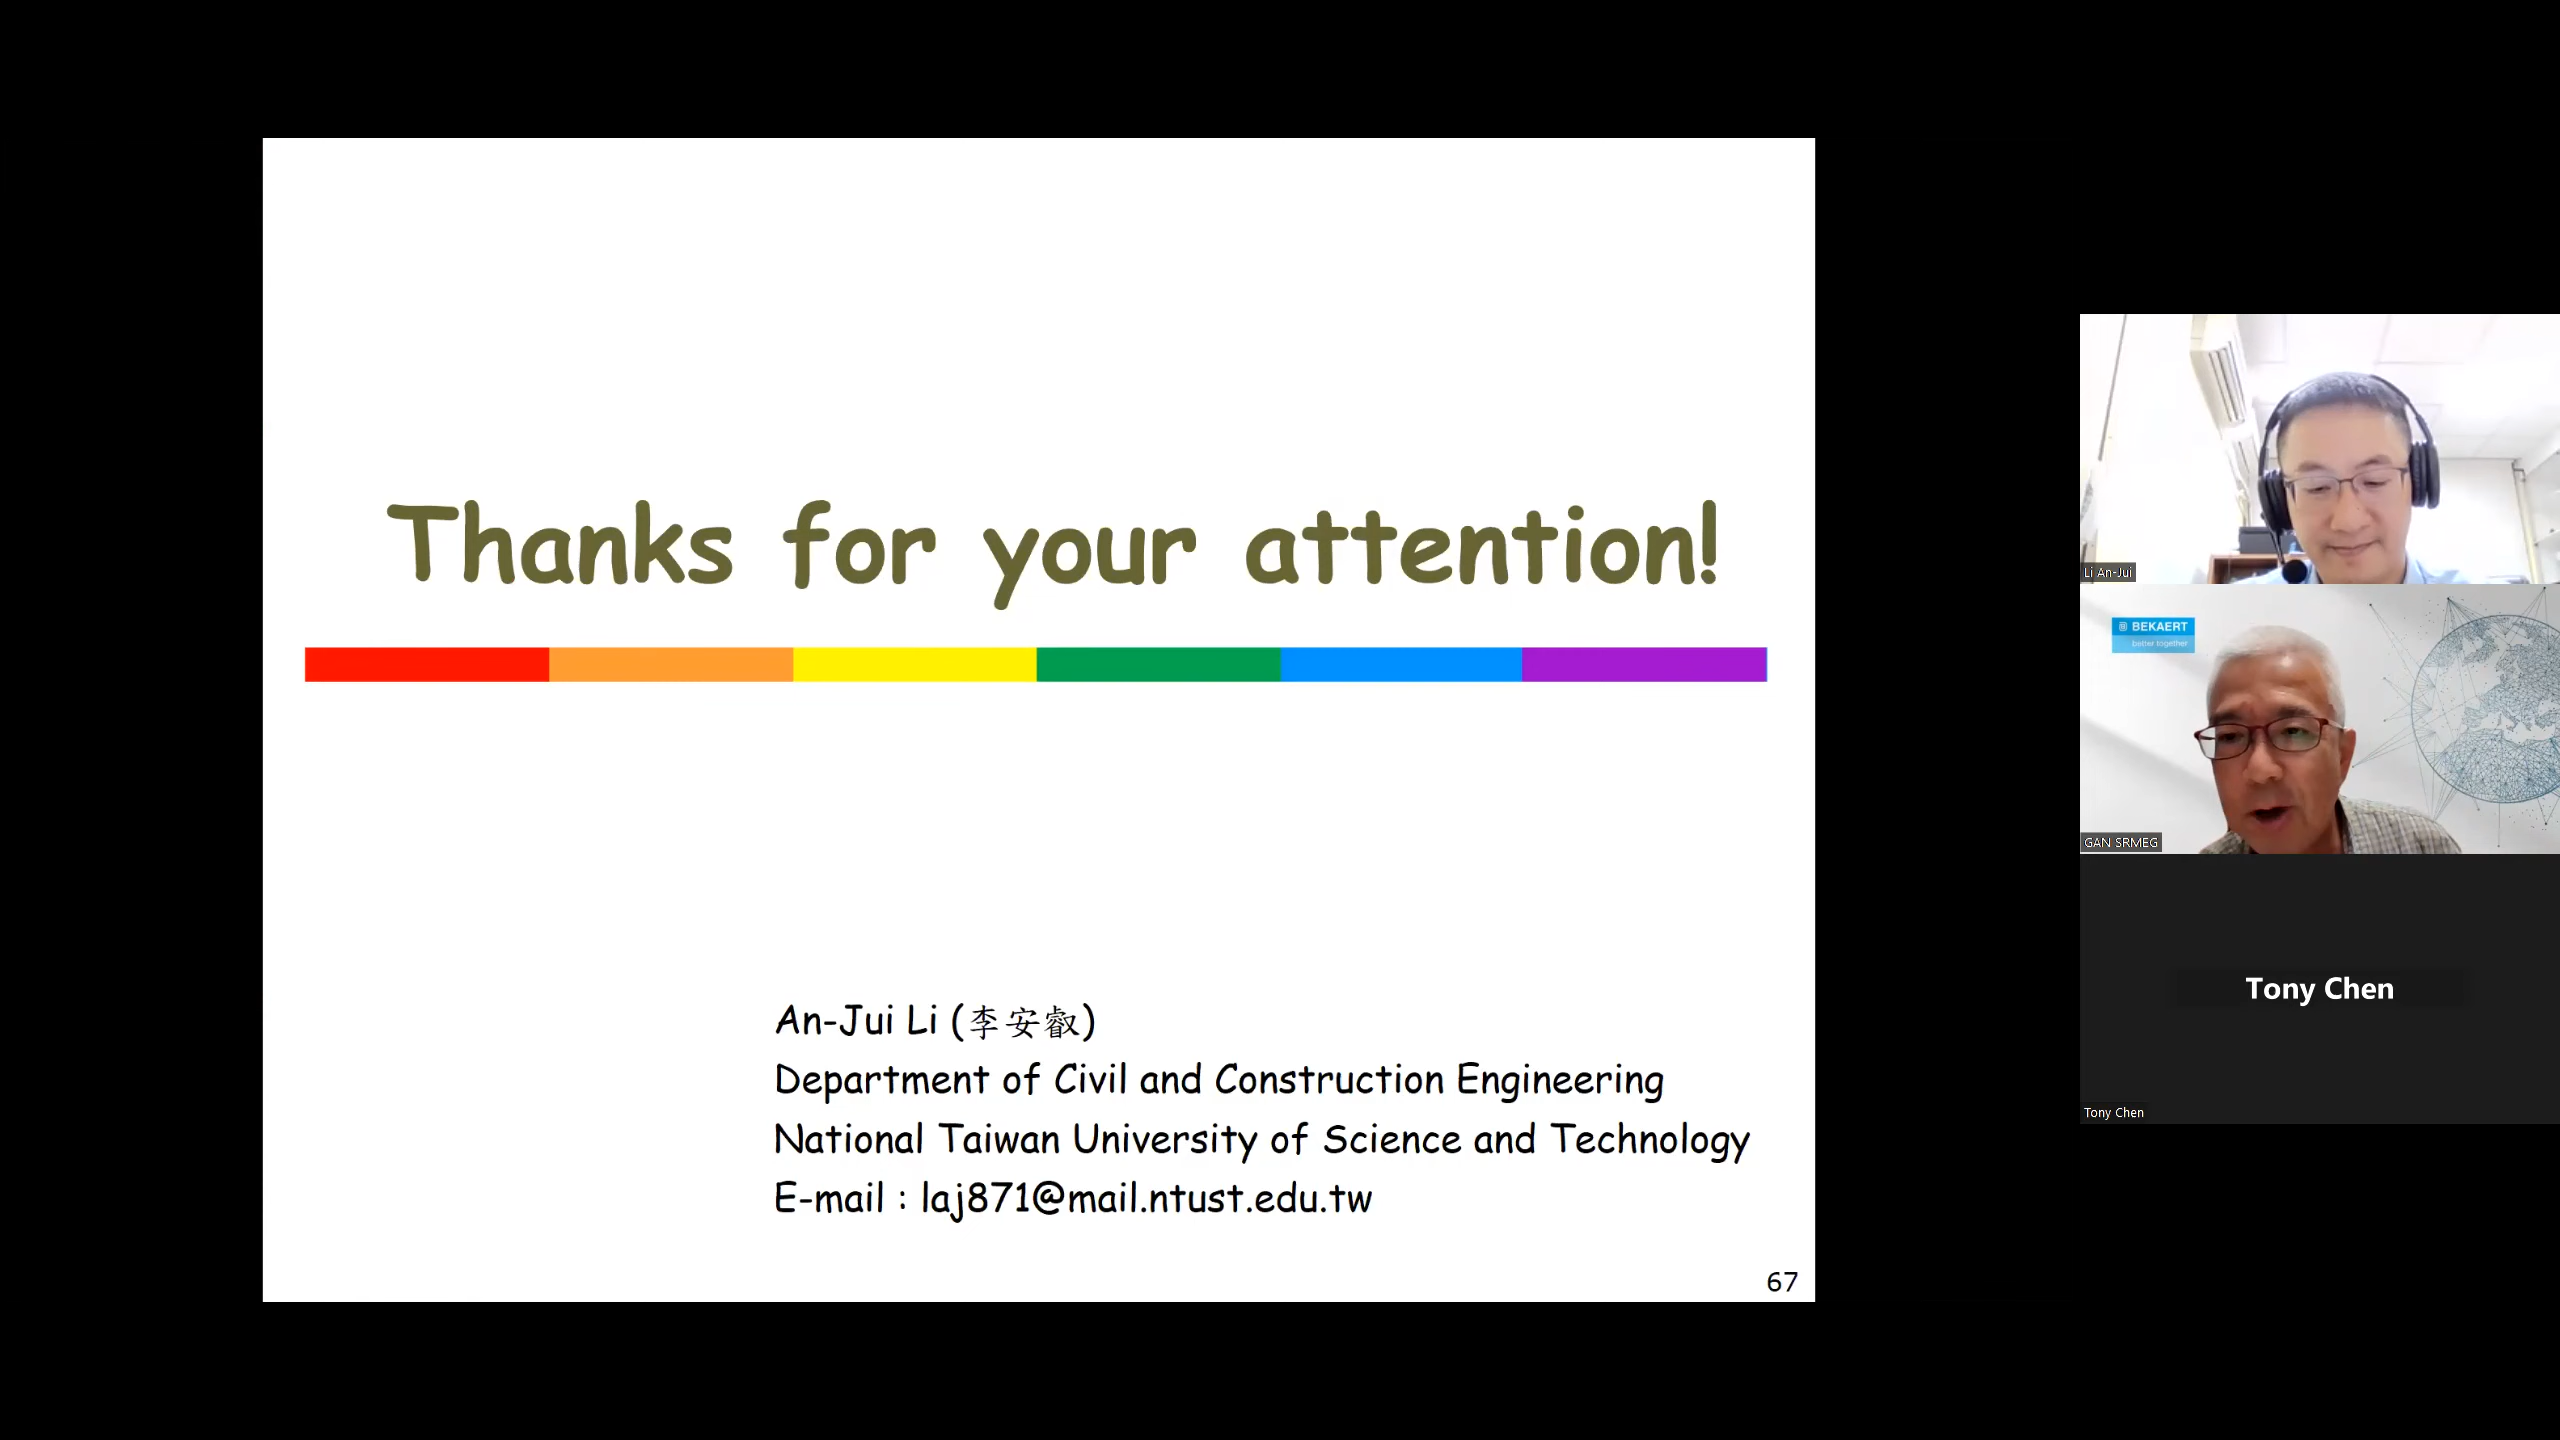 Thanks for your attention!
An-Jui Li (李安叡)
Department of Civil and Construction Engineering
National Taiwan University of Science and Technology
E-mail : laj871@mail.ntust.edu.tw
67
Li An-Jui
BEKAERT
better together
GAN SRMEG
Tony Chen
Tony Chen